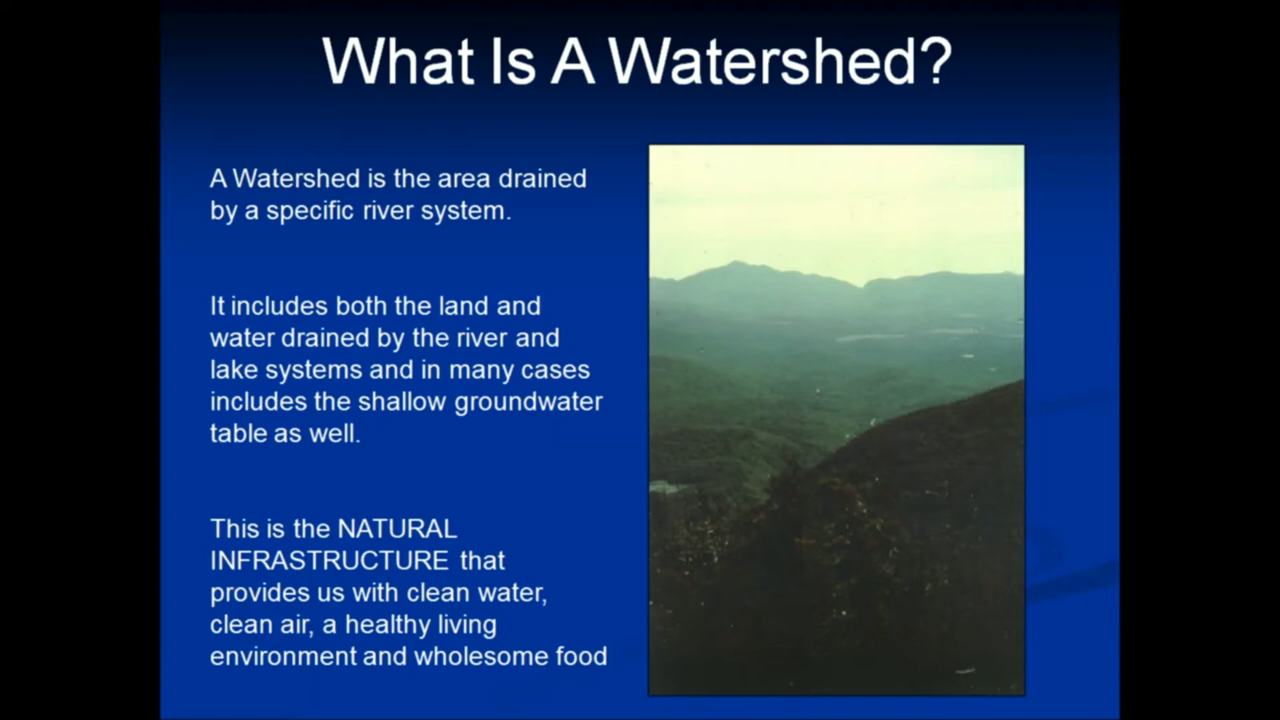 What Is A Watershed?
A Watershed is the area drained
by a specific river system.
It includes both the land and
water drained by the river and
lake systems and in many cases
includes the shallow groundwater
table as well.
This is the NATURAL
INFRASTRUCTURE that
provides us with clean water,
clean air, a healthy living
environment and wholesome food